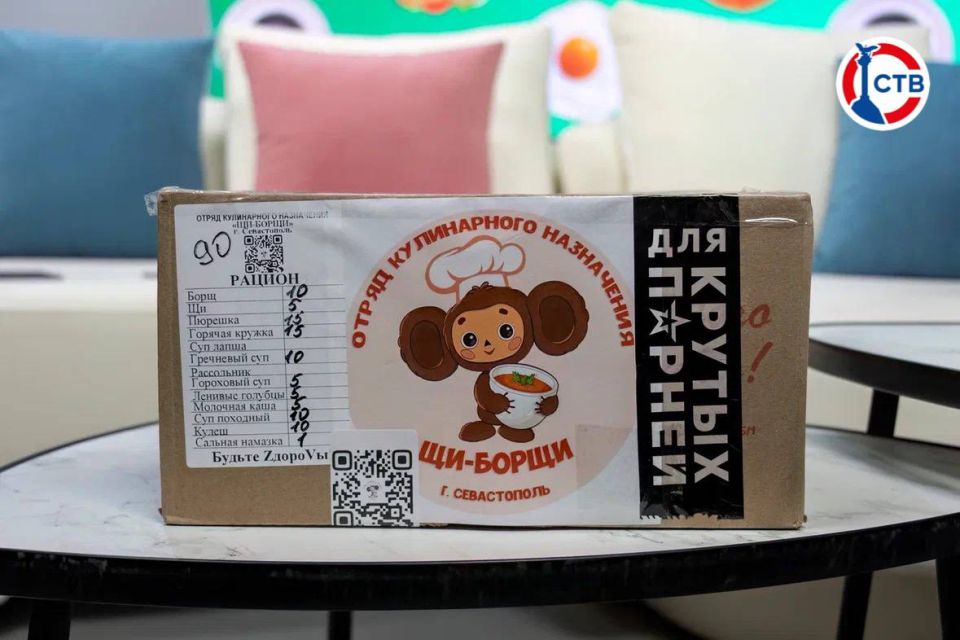 СТВ
ОТРЯД КУЛИНАРНОГО НАЗНАЧЕНИЯ
«ЩИ-БОРЩИ»
г. Севастополь
90
РАЦИОН
Борщ 10
Щи 5
Пюрешка 15
Горячая кружка 15
Суп лапша
Гречневый суп 10
Рассольник
Гороховый суп 5
Ленивые голубцы 5
Молочная каша 5
Суп походный 10
Кулеш 10
Сальная намазка 1
Будьте ZдороVы
ОТРЯД КУЛИНАРНОГО НАЗНАЧЕНИЯ
ЩИ-БОРЩИ
Г. СЕВАСТОПОЛЬ
ДЛЯ
КРУТЫХ
П☆РНЕЙ